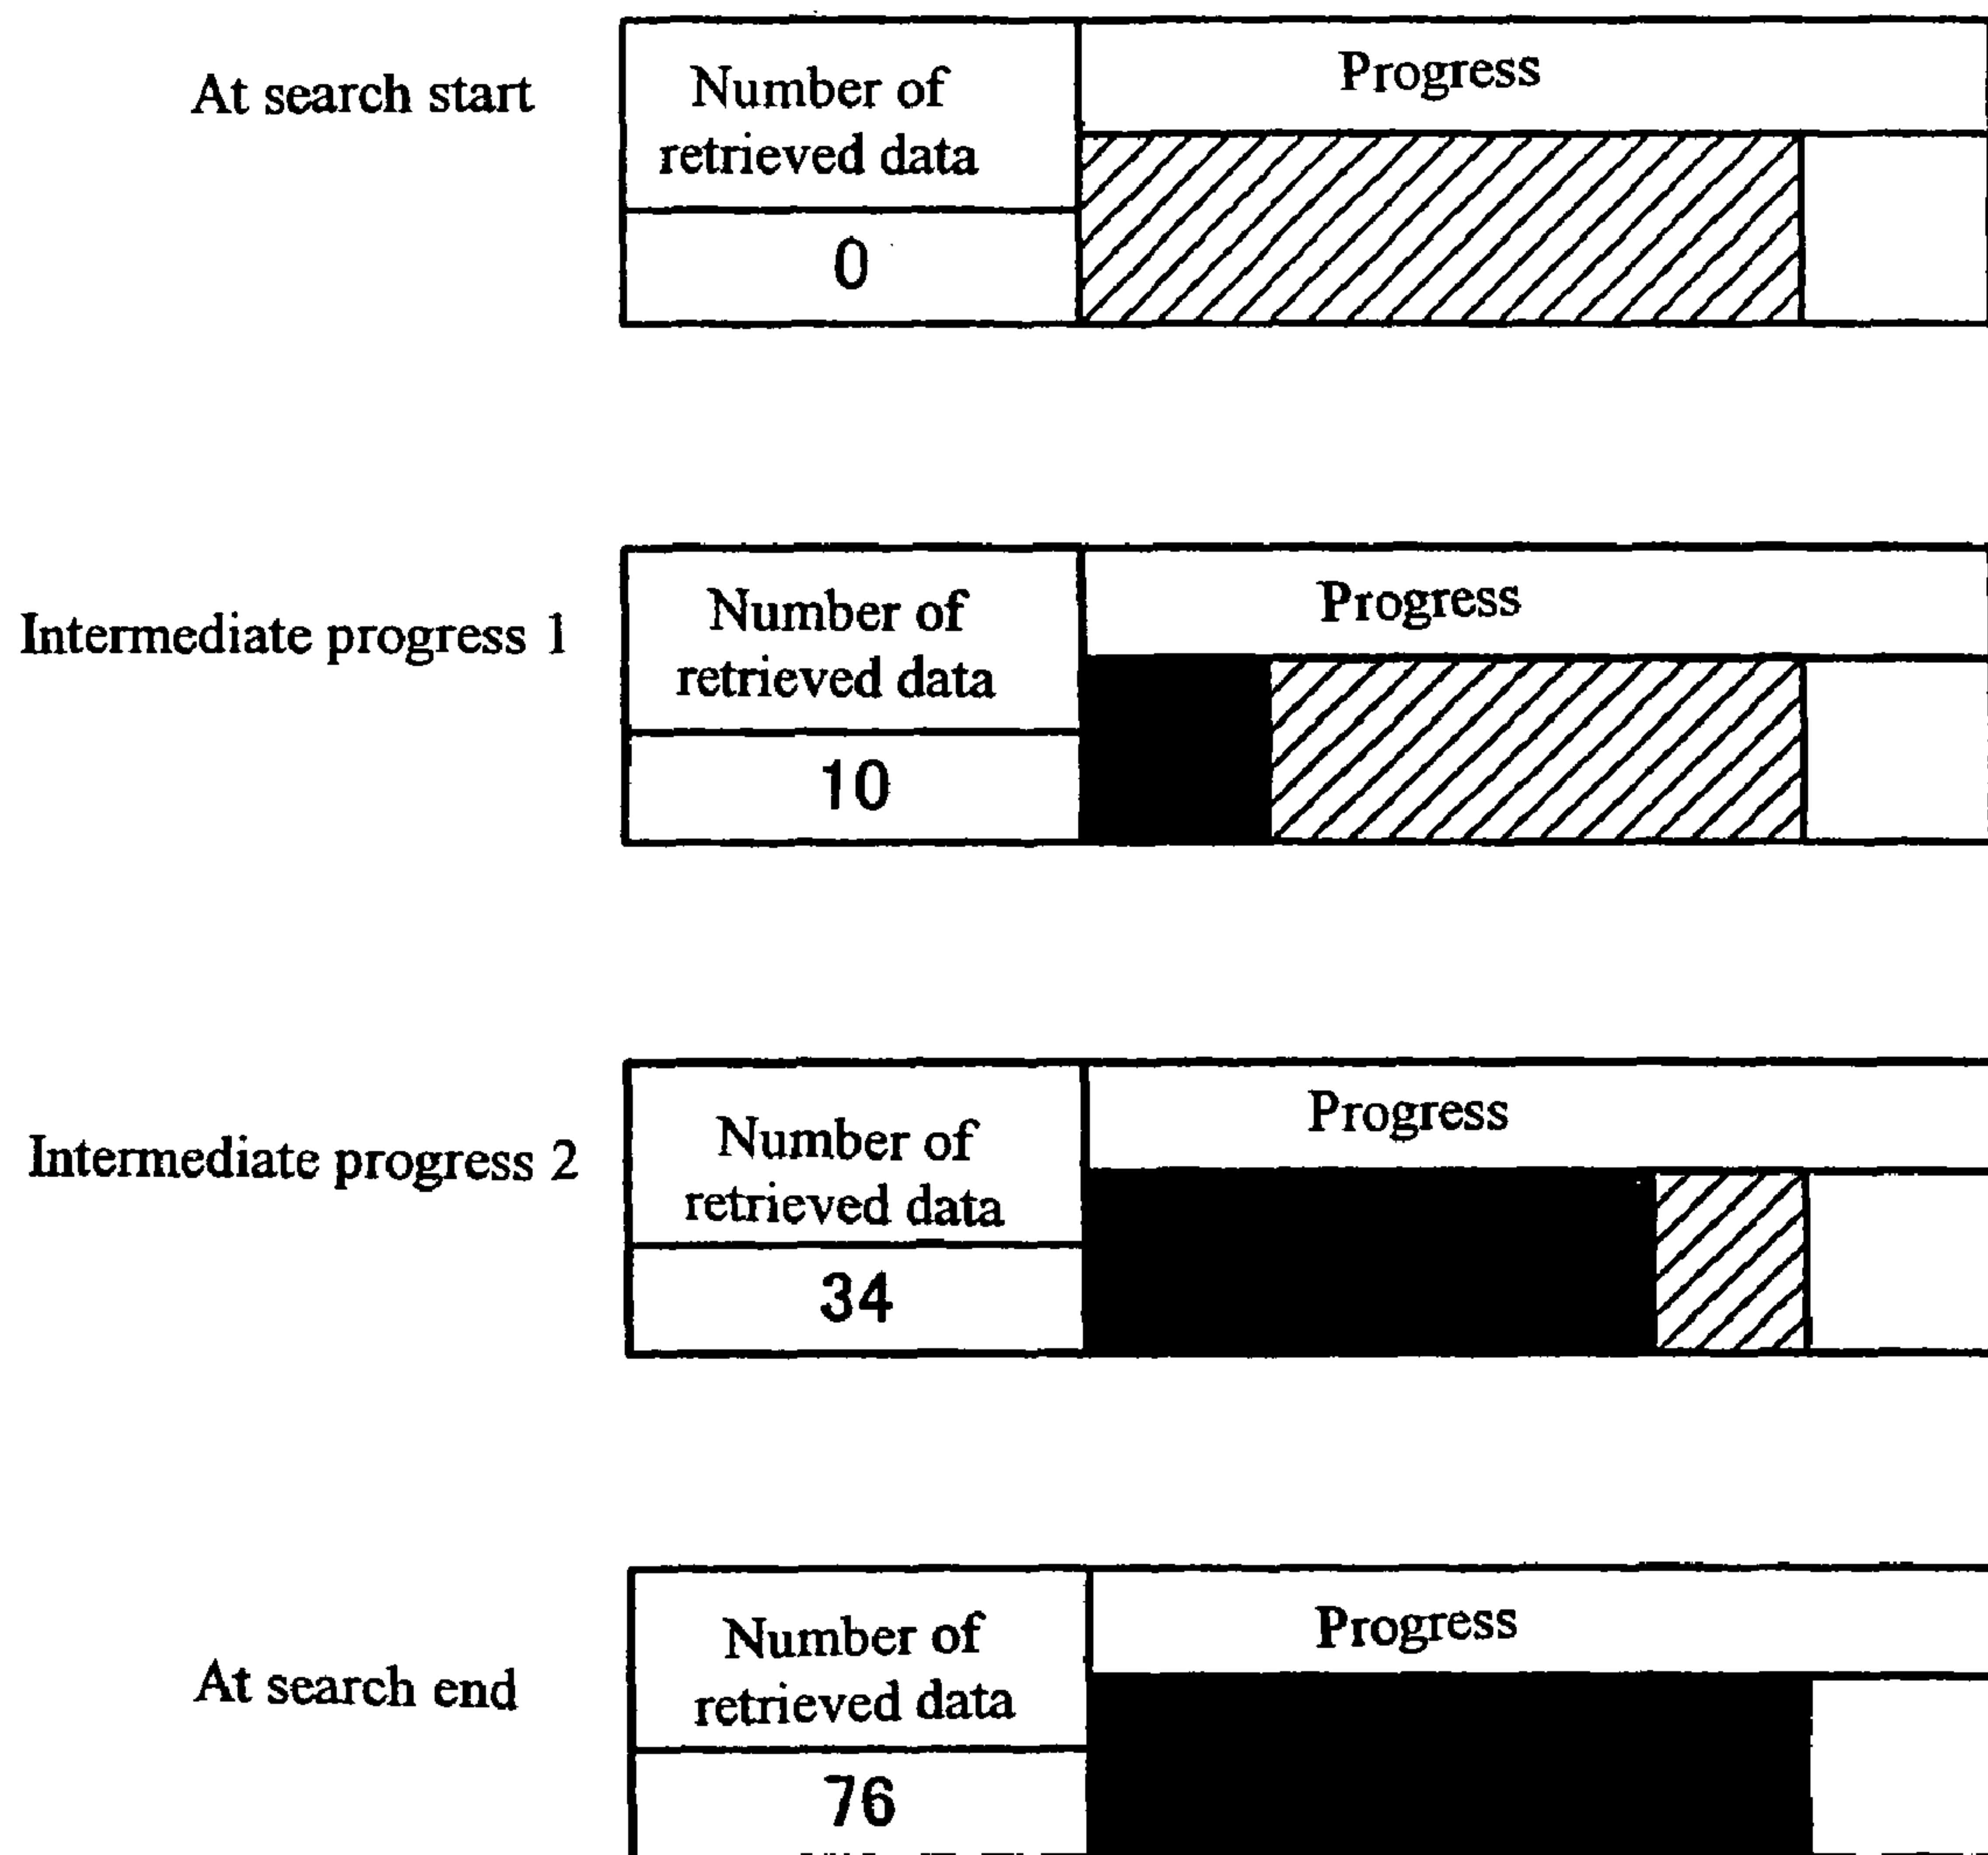 At search start
Number of
retrieved data
Progress
0
Intermediate progress 1
Number of
retrieved data
Progress
10
Intermediate progress 2
Number of
retrieved data
Progress
34
At search end
Number of
retrieved data
Progress
76